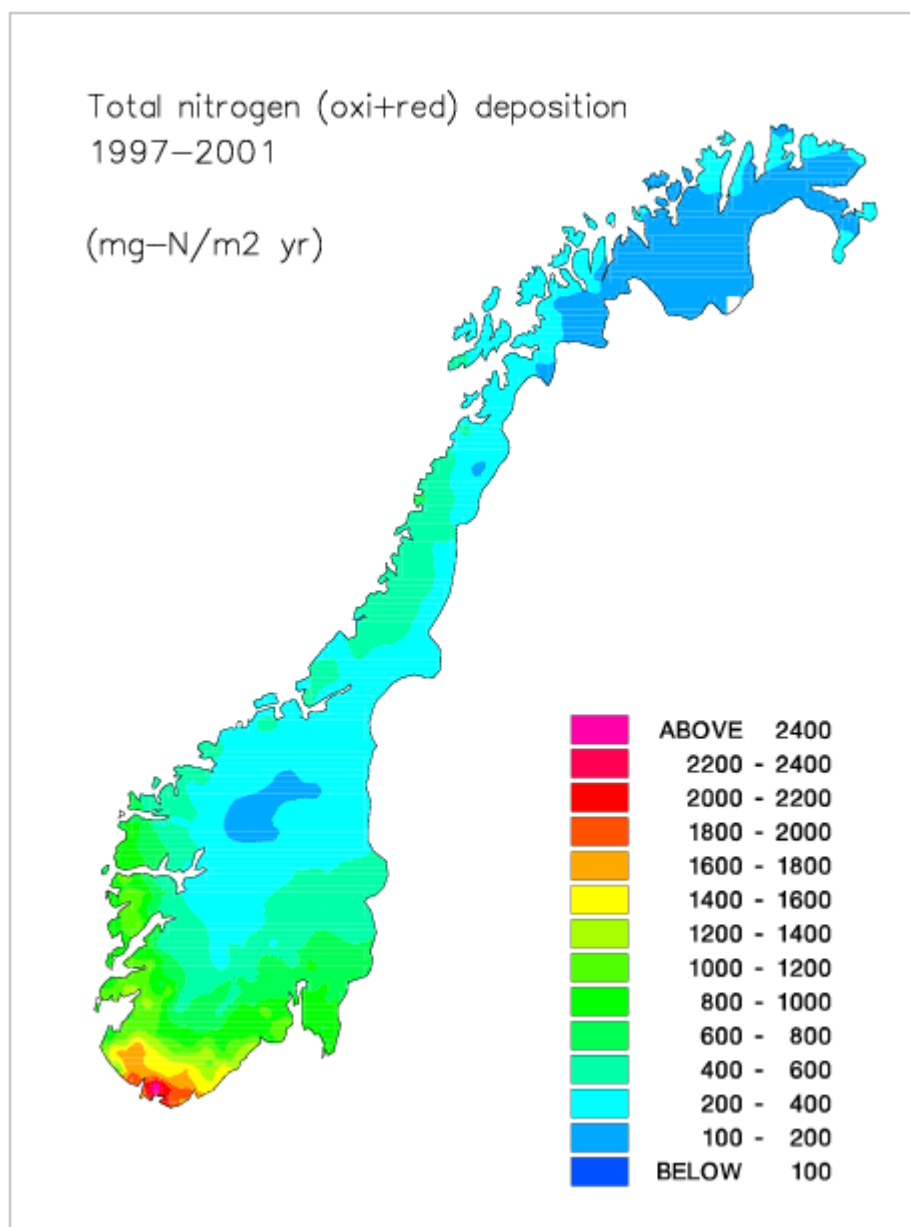 Total nitrogen (oxi+red) deposition
1997-2001
(mg-N/m2 yr)
ABOVE 2400
2200 - 2400
2000 - 2200
1800 - 2000
1600 - 1800
1400 - 1600
1200 - 1400
1000 - 1200
800 - 1000
600 - 800
400 - 600
200 - 400
100 - 200
BELOW 100